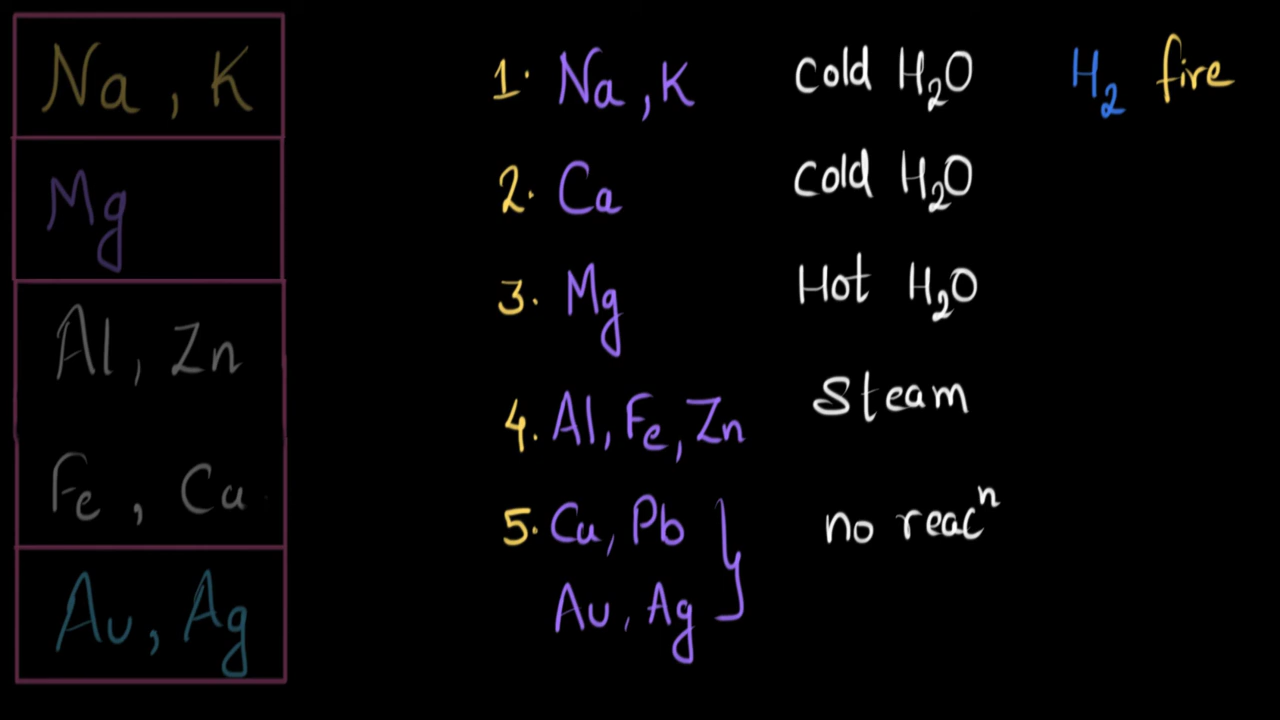 Na, K
Mg
Al, Zn
Fe, Cu
Au, Ag
1. Na, K cold H₂O H₂ fire
2. Ca cold H₂O
3. Mg Hot H₂O
4. Al, Fe, Zn Steam
5. Cu, Pb no reacⁿ
Au, Ag